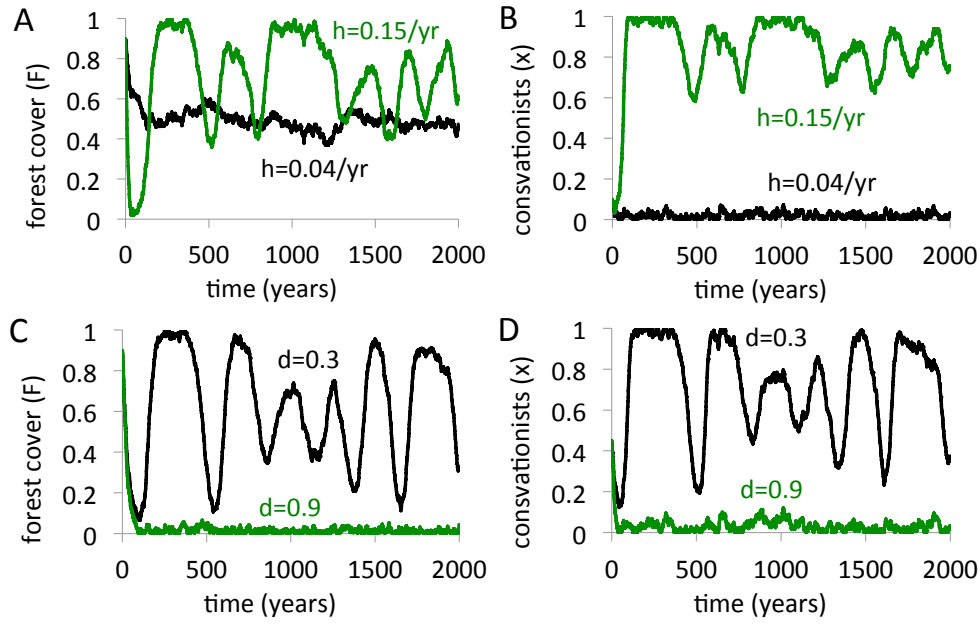 A
forest cover (F)
1
0.8
0.6
0.4
0.2
0
h=0.15/yr
h=0.04/yr
0 500 1000 1500 2000
time (years)
B
consvationists (x)
1
0.8
0.6
0.4
0.2
0
h=0.15/yr
h=0.04/yr
0 500 1000 1500 2000
time (years)
C
forest cover (F)
1
0.8
0.6
0.4
0.2
0
d=0.3
d=0.9
0 500 1000 1500 2000
time (years)
D
consvationists (x)
1
0.8
0.6
0.4
0.2
0
d=0.3
d=0.9
0 500 1000 1500 2000
time (years)